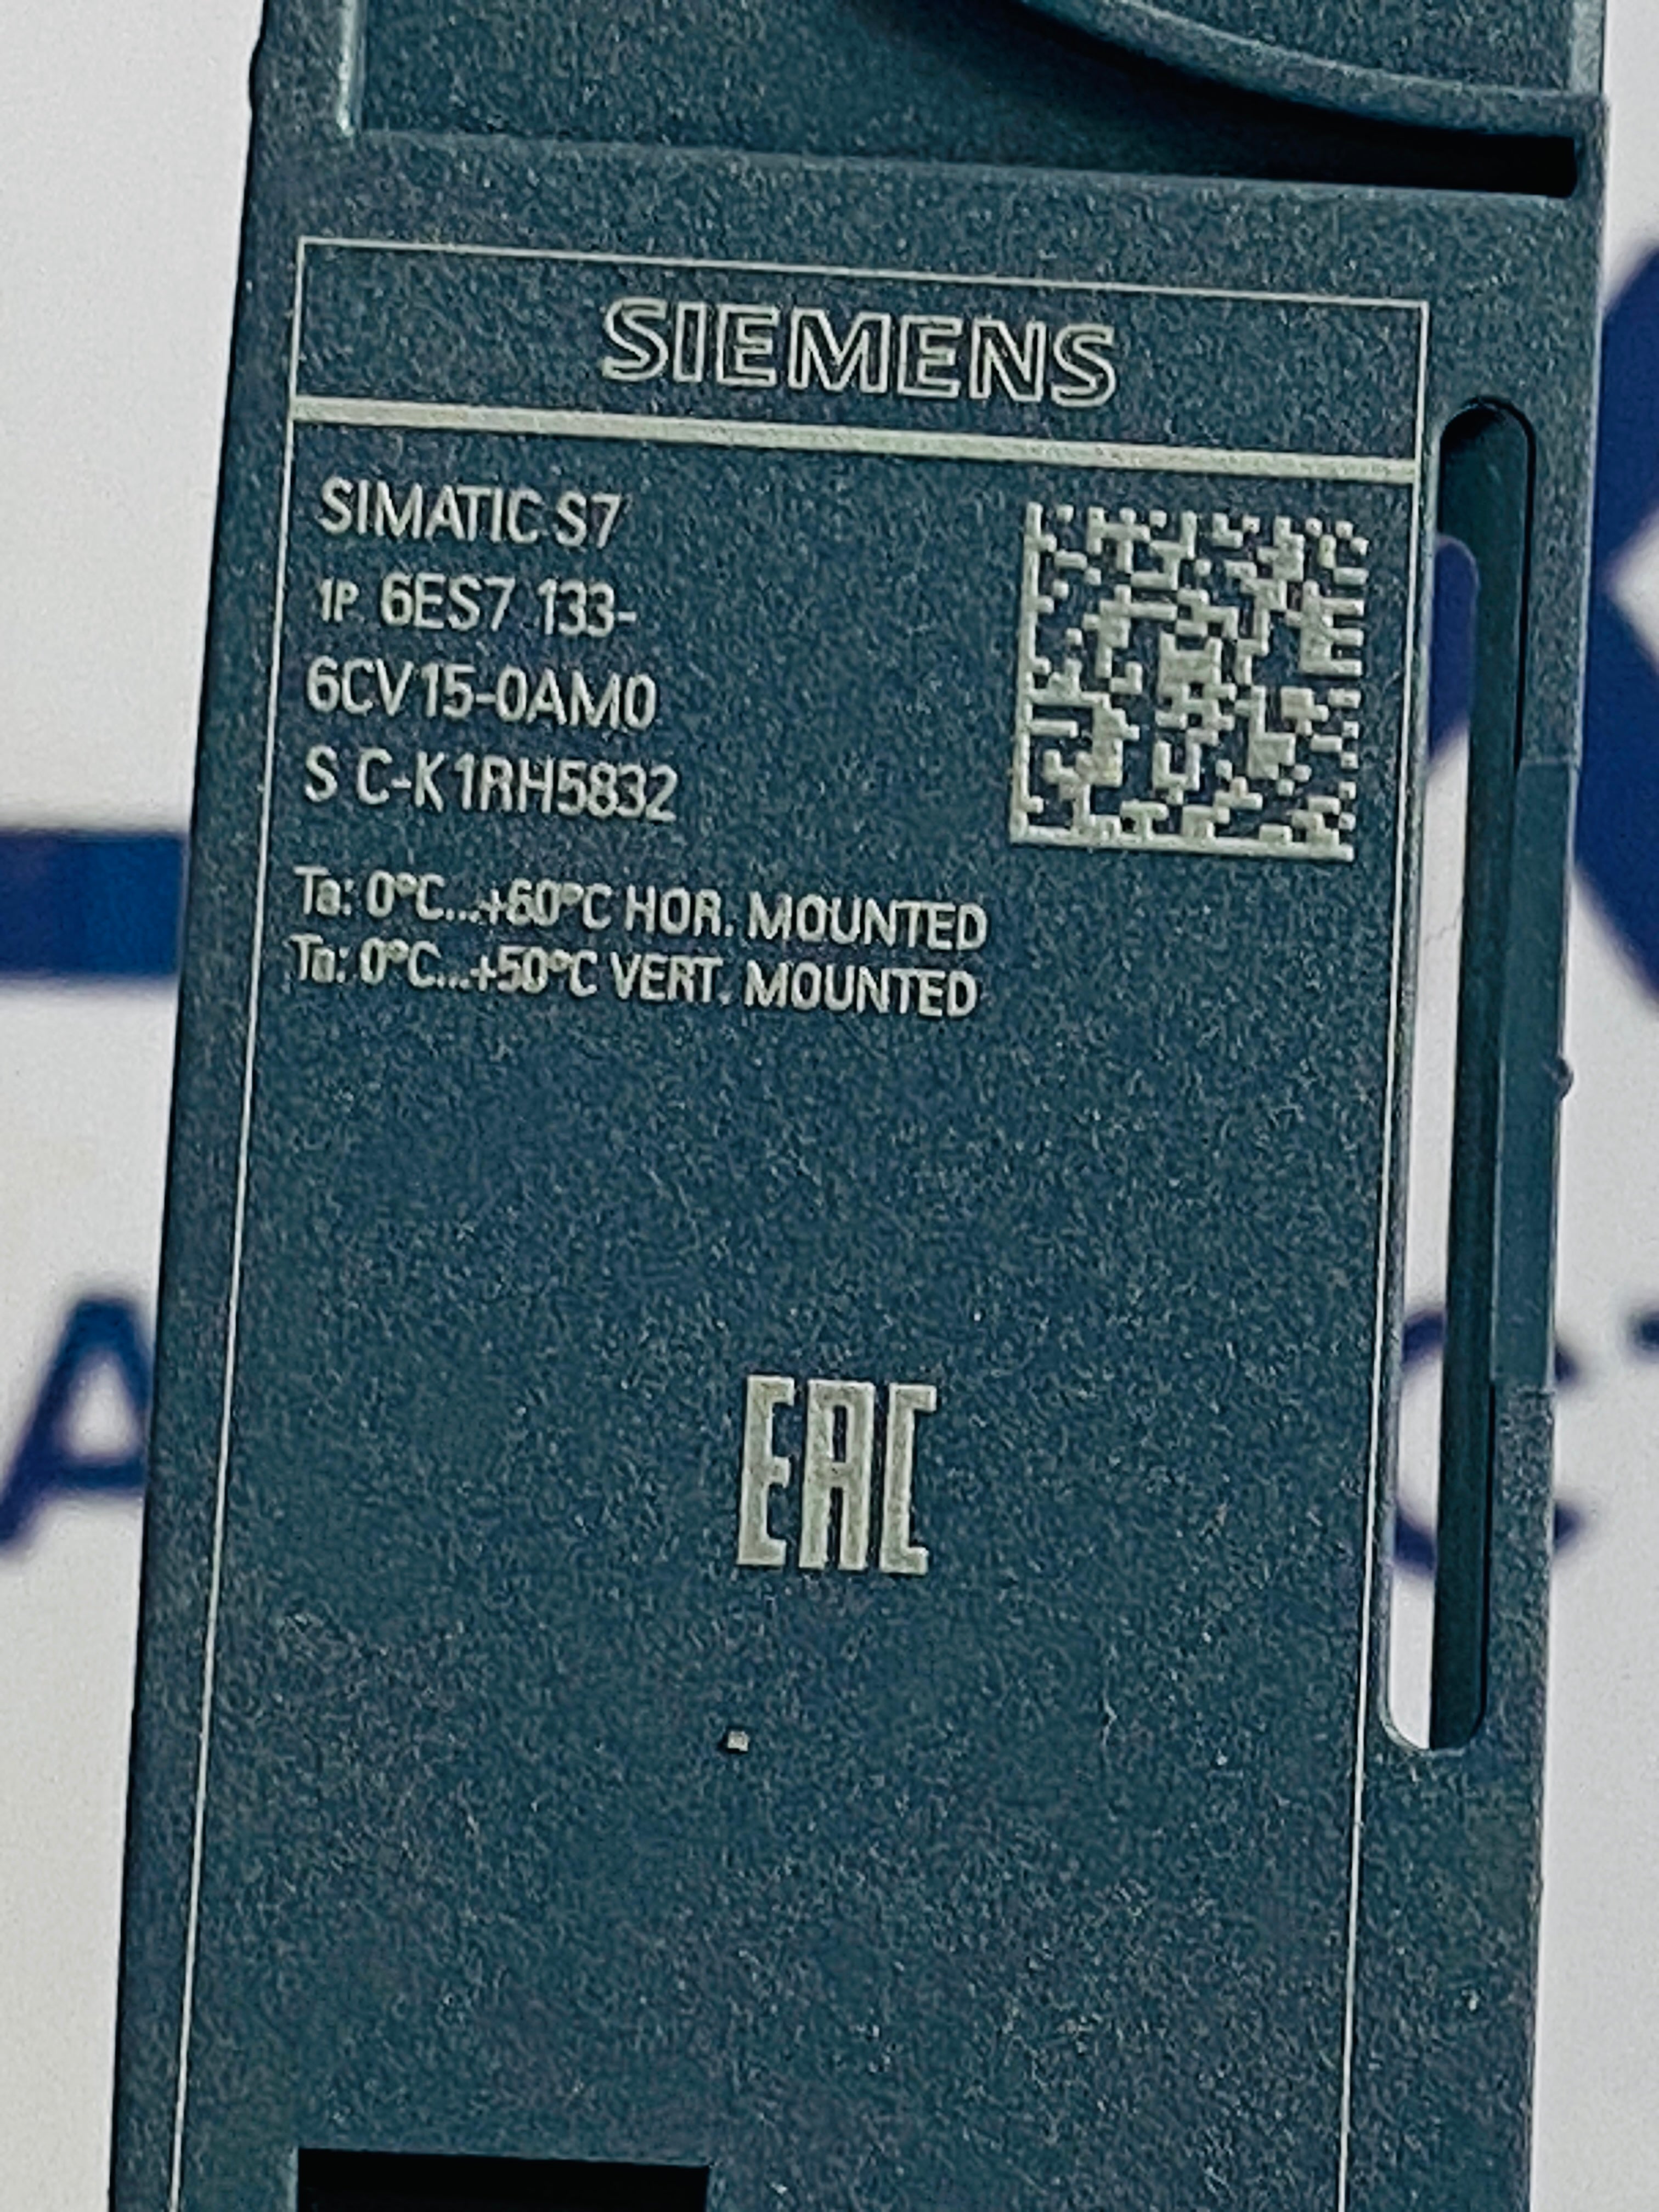 SIEMENS
SIMATIC S7
1P 6ES7 133-
6CV15-0AM0
S C-K1RH5832
Ta: 0°C...+60°C HOR. MOUNTED
Ta: 0°C...+50°C VERT. MOUNTED
EAC